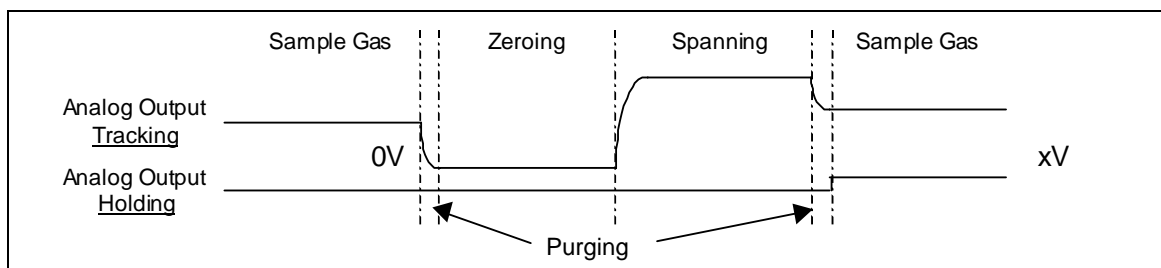 Sample Gas Zeroing Spanning Sample Gas
Analog Output
Tracking
0V xV
Analog Output
Holding
Purging